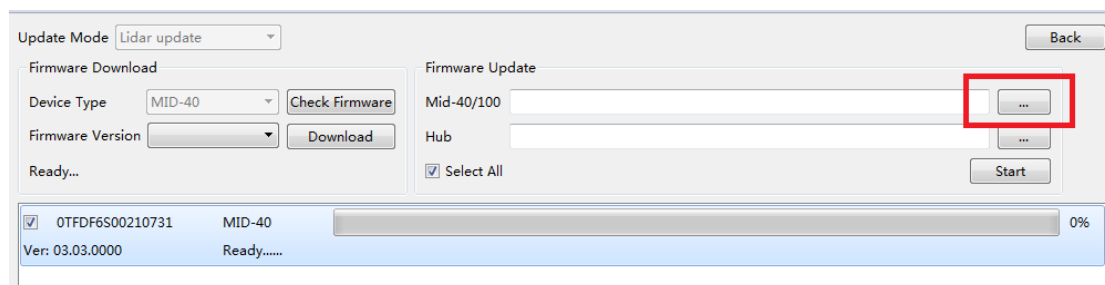 Update Mode Lidar update Back
Firmware Download Firmware Update
Device Type MID-40 Check Firmware Mid-40/100 ...
Firmware Version Download Hub ...
Ready... Select All Start
0TFDF6S00210731 MID-40 0%
Ver: 03.03.0000 Ready......